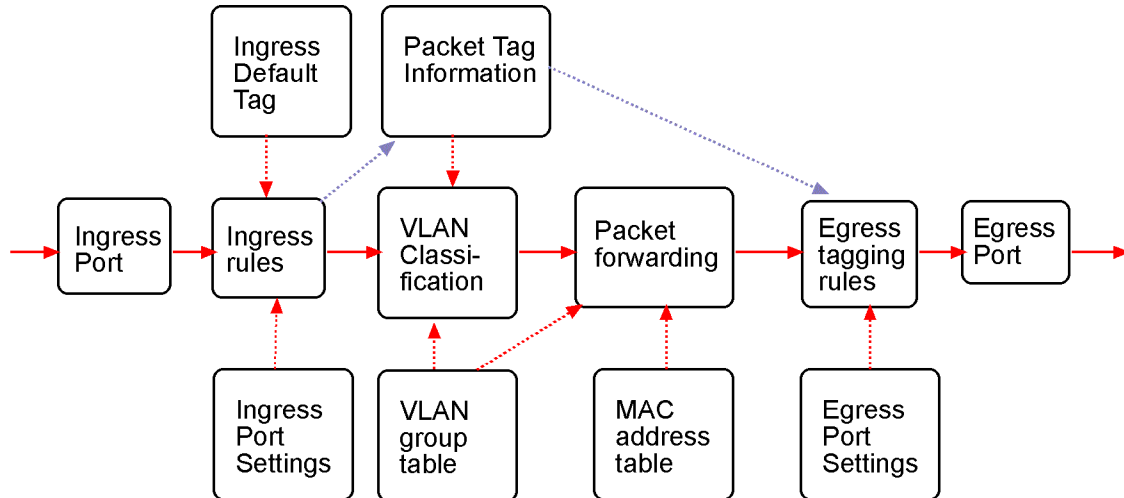 Ingress
Default
Tag
Packet Tag
Information
Ingress
Port
Ingress
rules
VLAN
Classi-
fication
Packet
forwarding
Egress
tagging
rules
Egress
Port
Ingress
Port
Settings
VLAN
group
table
MAC
address
table
Egress
Port
Settings